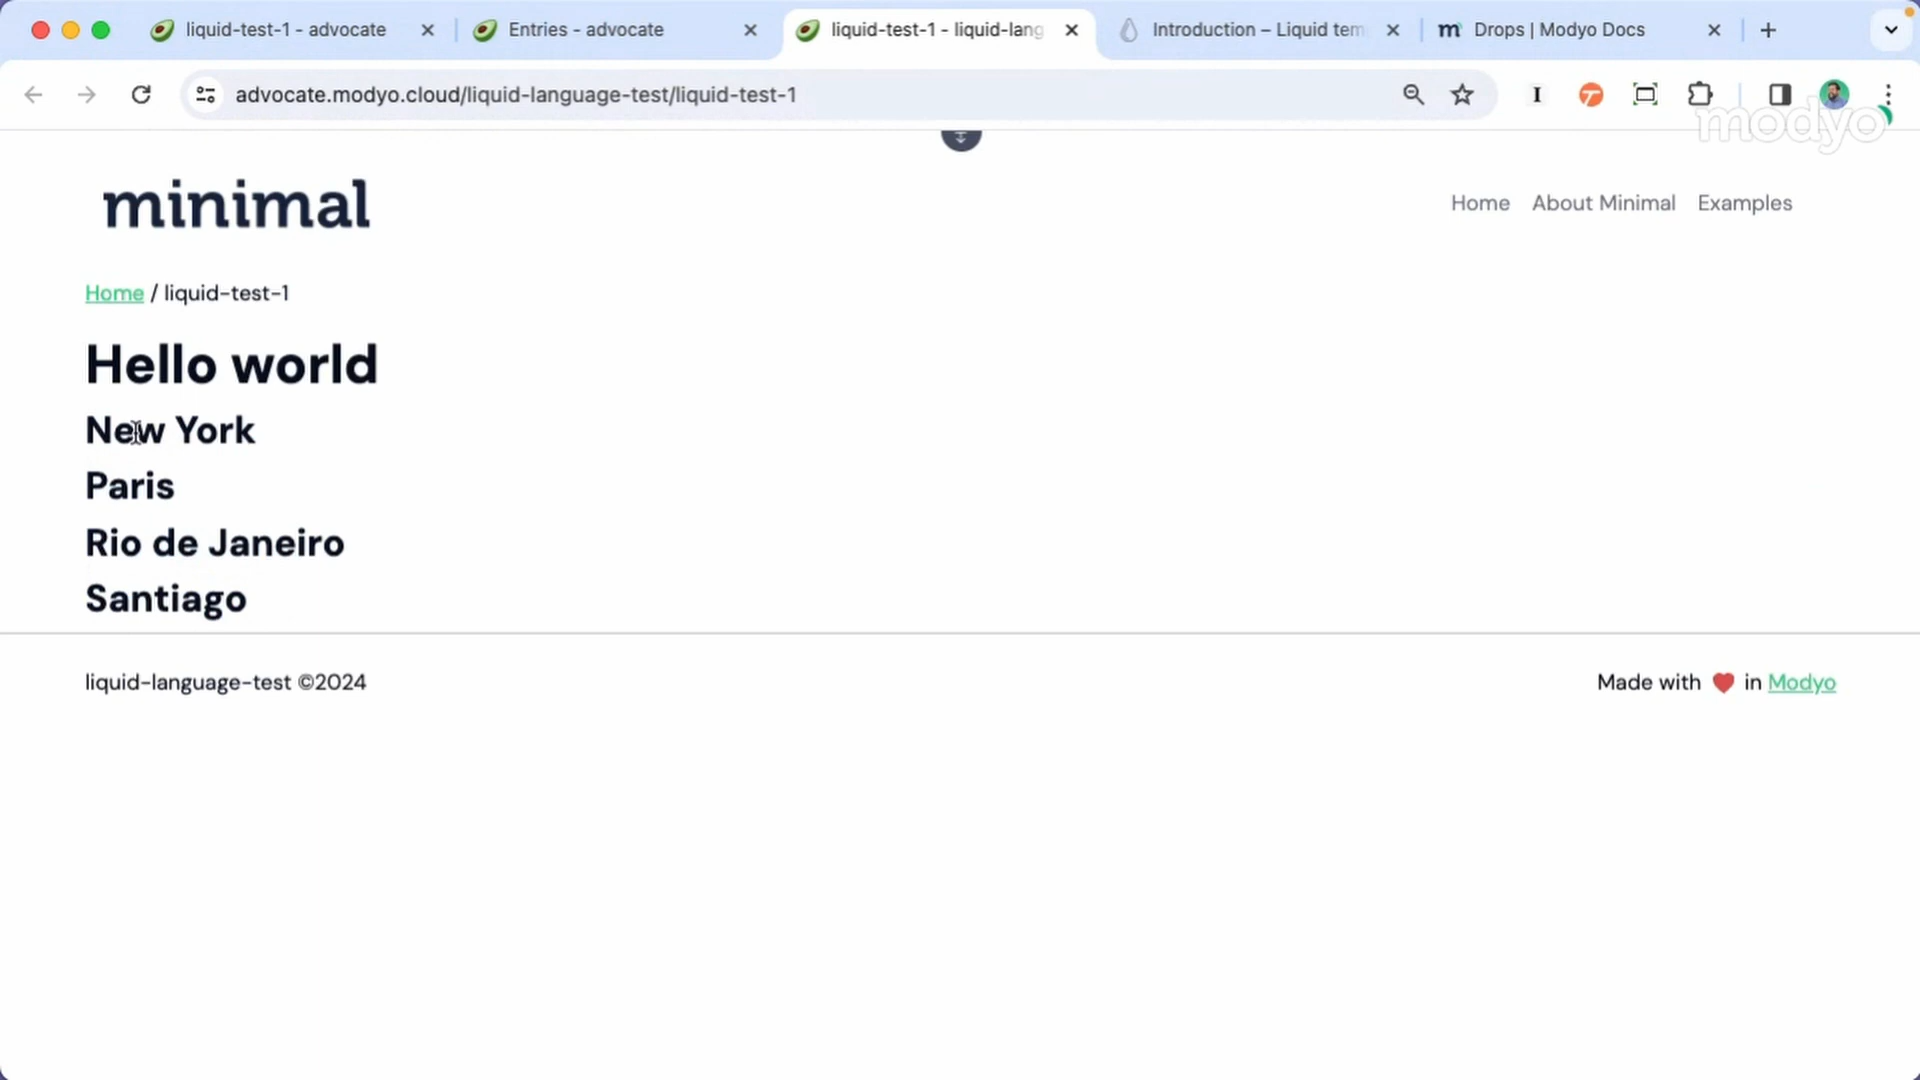 liquid-test-1 - advocate
Entries - advocate
liquid-test-1 - liquid-lang
Introduction – Liquid tem
Drops | Modyo Docs
advocate.modyo.cloud/liquid-language-test/liquid-test-1
modyo
minimal
Home About Minimal Examples
Home / liquid-test-1
Hello world
New York
Paris
Rio de Janeiro
Santiago
liquid-language-test ©2024
Made with ❤ in Modyo